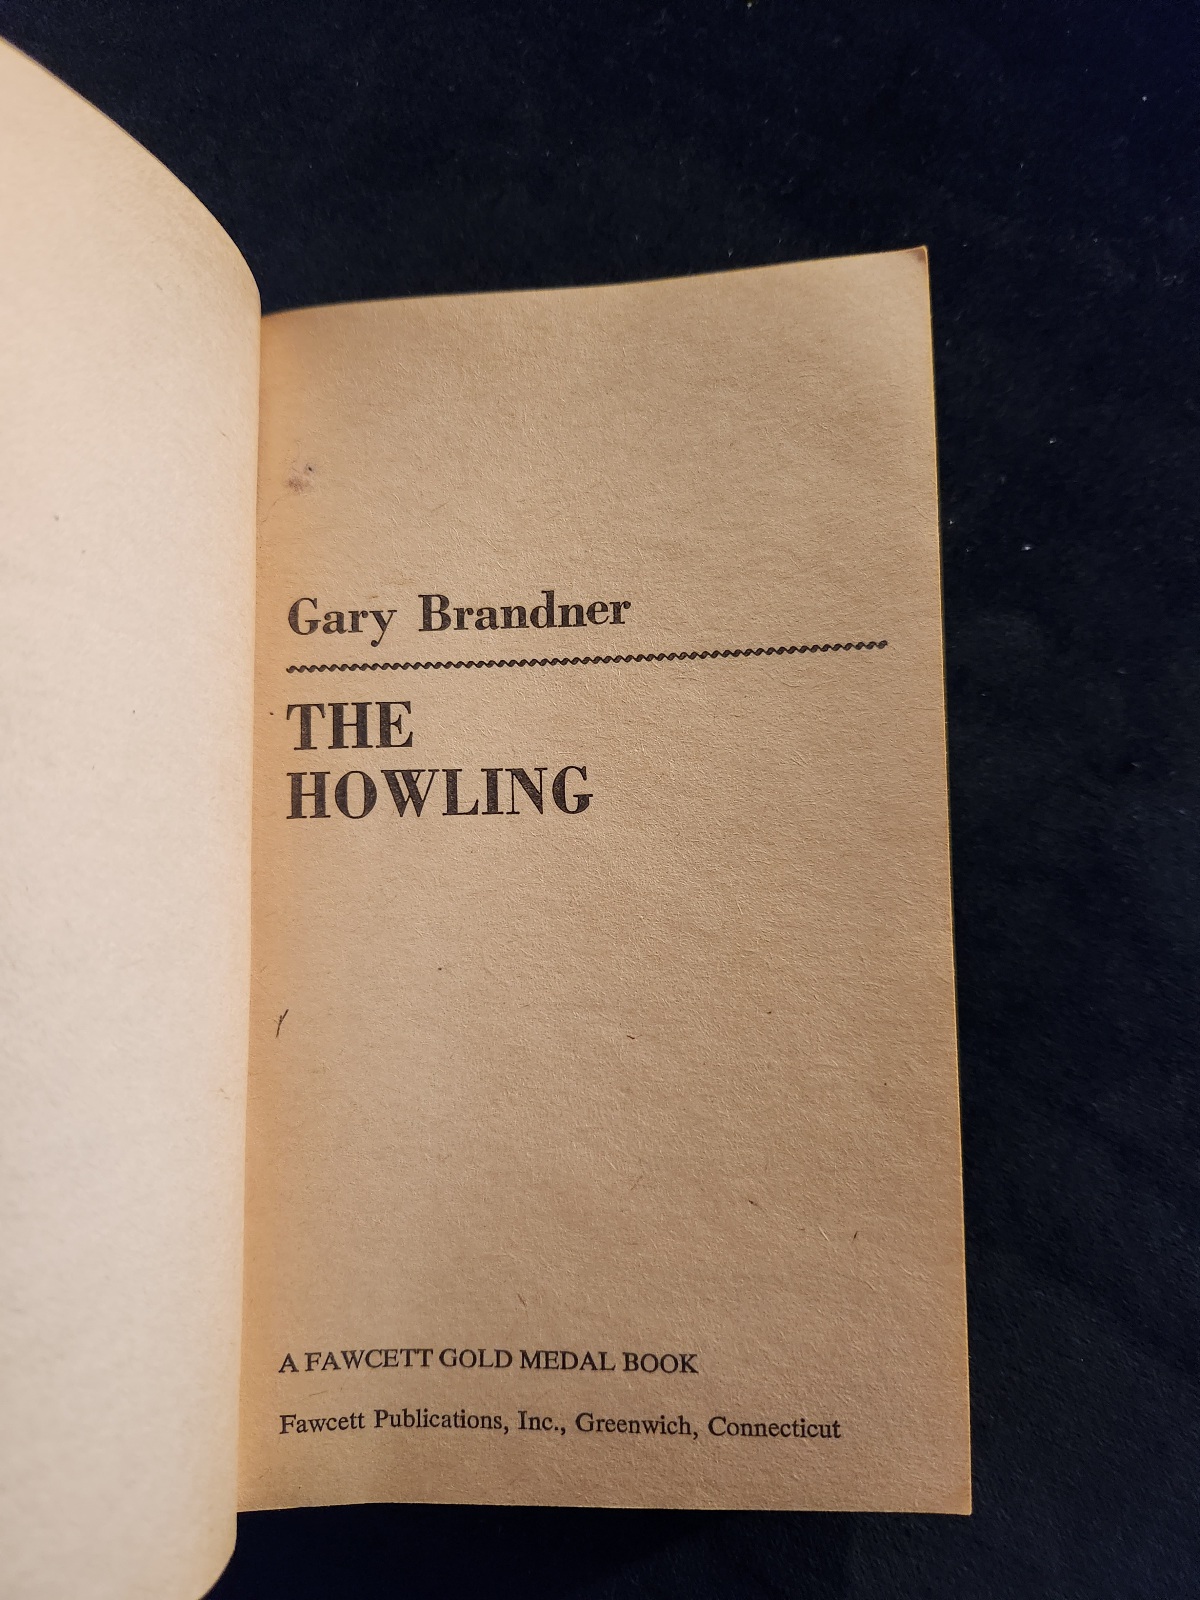 Gary Brandner
THE
HOWLING
A FAWCETT GOLD MEDAL BOOK
Fawcett Publications, Inc., Greenwich, Connecticut